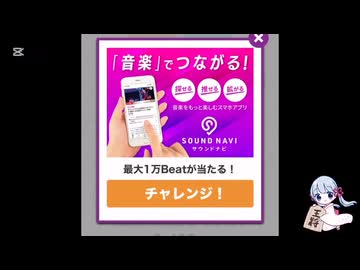 「音楽」でつながる!
探せる 推せる 拡がる
音楽をもっと楽しむスマホアプリ
SOUND NAVI
サウンドナビ
最大1万Beatが当たる！
チャレンジ！
王将